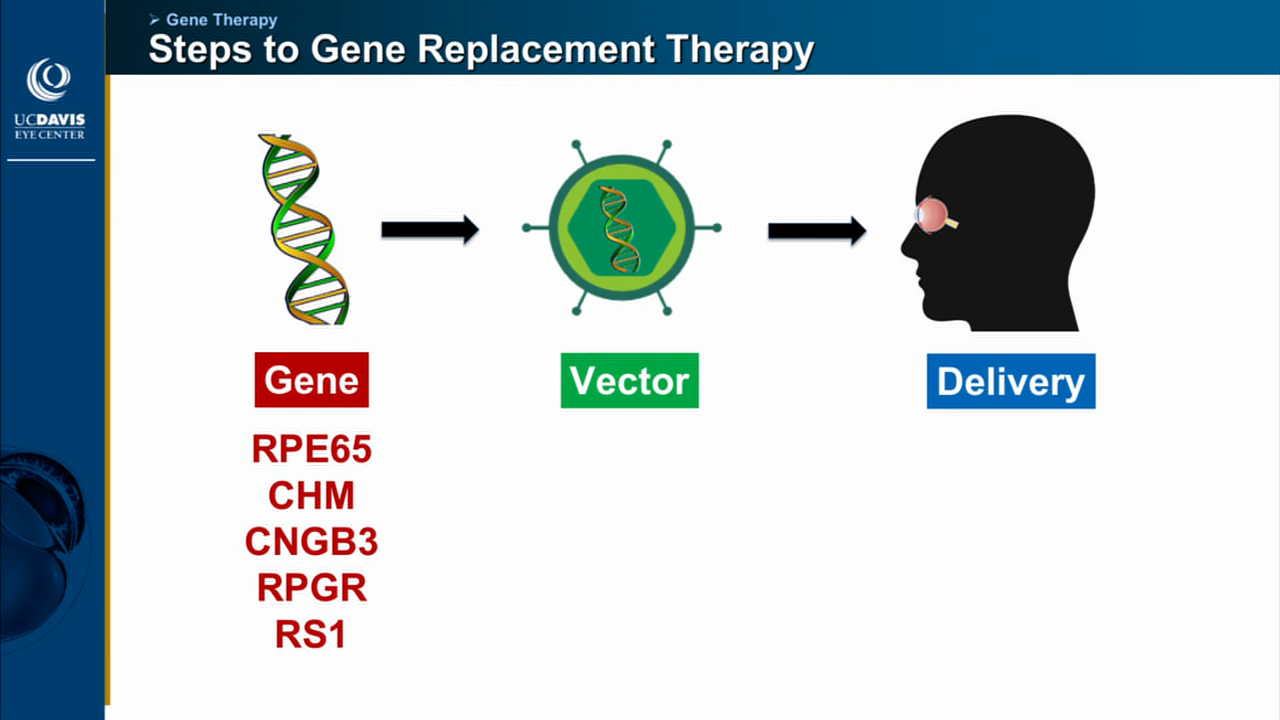 ➢ Gene Therapy
Steps to Gene Replacement Therapy
UCDAVIS
EYE CENTER
Gene
Vector
Delivery
RPE65
CHM
CNGB3
RPGR
RS1